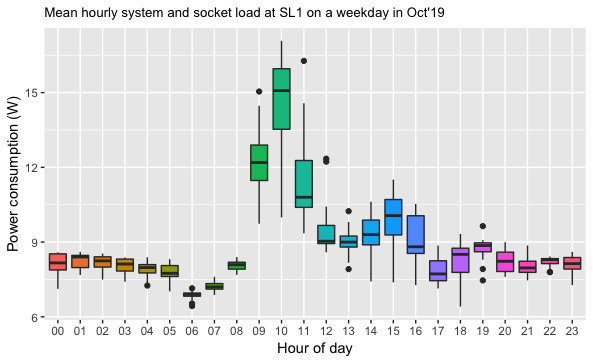 Mean hourly system and socket load at SL1 on a weekday in Oct'19
Power consumption (W)
15
12
9
6
00 01 02 03 04 05 06 07 08 09 10 11 12 13 14 15 16 17 18 19 20 21 22 23
Hour of day